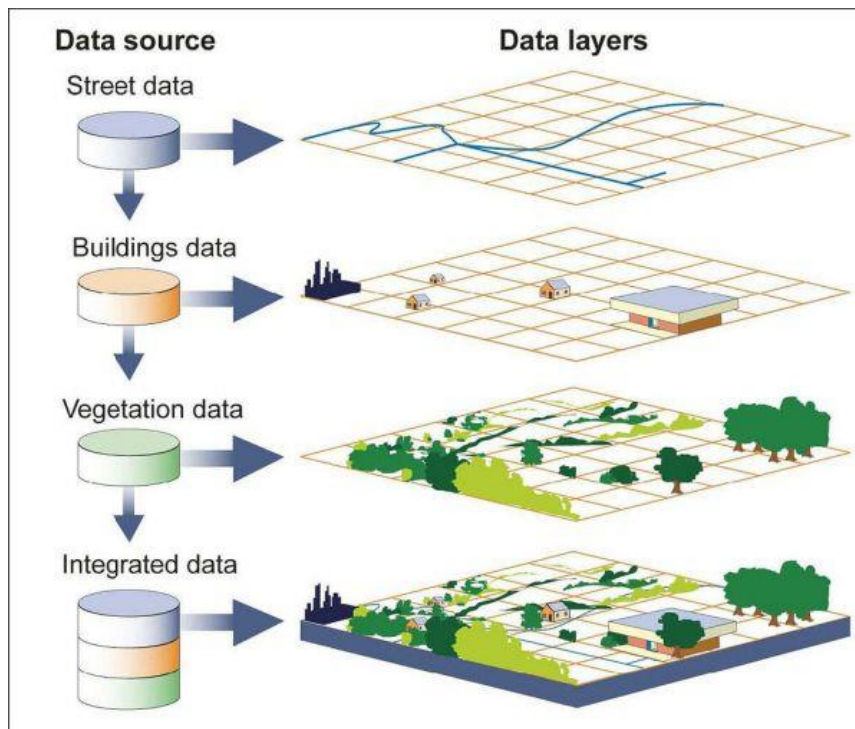 Data source
Data layers
Street data
Buildings data
Vegetation data
Integrated data